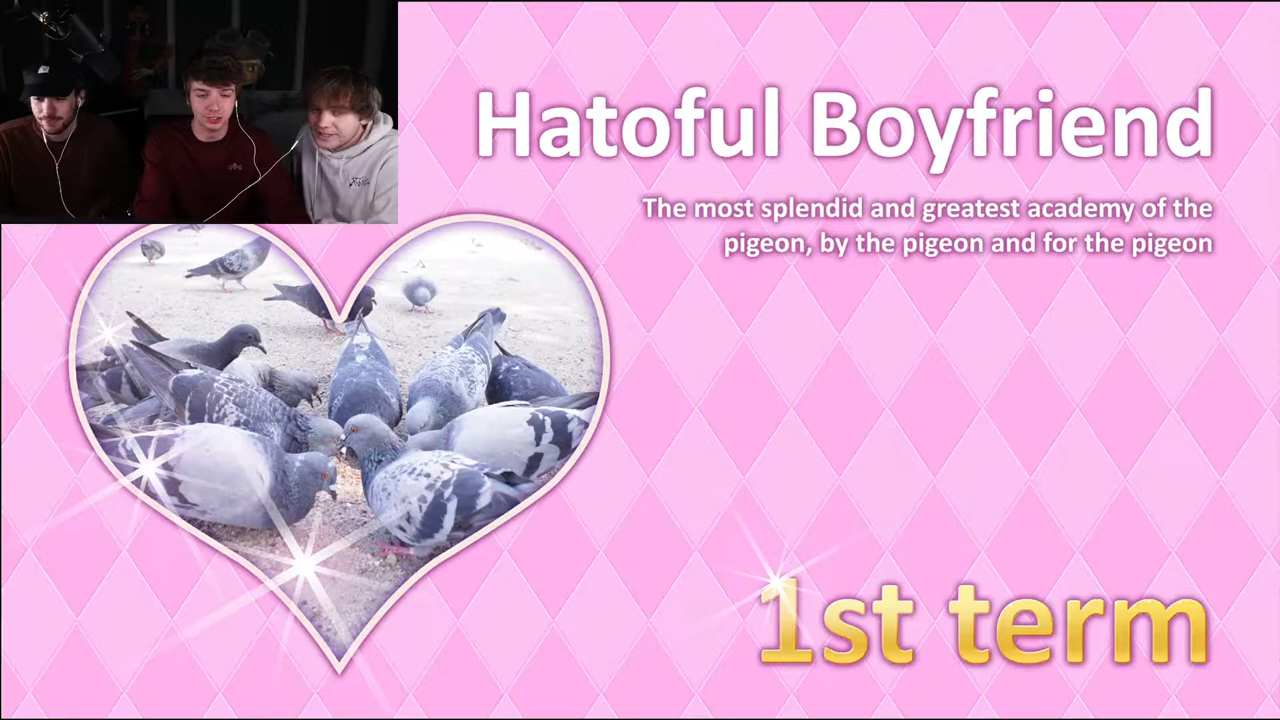 Hatoful Boyfriend
The most splendid and greatest academy of the
pigeon, by the pigeon and for the pigeon
1st term